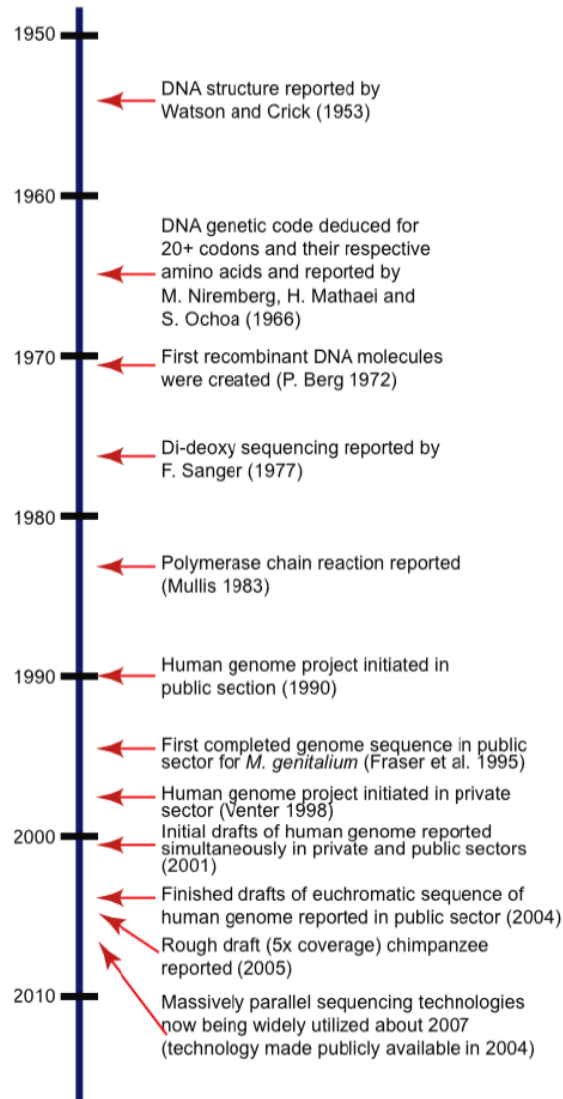 1950
DNA structure reported by
Watson and Crick (1953)
1960
DNA genetic code deduced for
20+ codons and their respective
amino acids and reported by
M. Niremberg, H. Mathaei and
S. Ochoa (1966)
1970
First recombinant DNA molecules
were created (P. Berg 1972)
Di-deoxy sequencing reported by
F. Sanger (1977)
1980
Polymerase chain reaction reported
(Mullis 1983)
1990
Human genome project initiated in
public section (1990)
First completed genome sequence in public
sector for M. genitalium (Fraser et al. 1995)
Human genome project initiated in private
sector (Venter 1998)
2000
Initial drafts of human genome reported
simultaneously in private and public sectors
(2001)
Finished drafts of euchromatic sequence of
human genome reported in public sector (2004)
Rough draft (5x coverage) chimpanzee
reported (2005)
2010
Massively parallel sequencing technologies
now being widely utilized about 2007
(technology made publicly available in 2004)